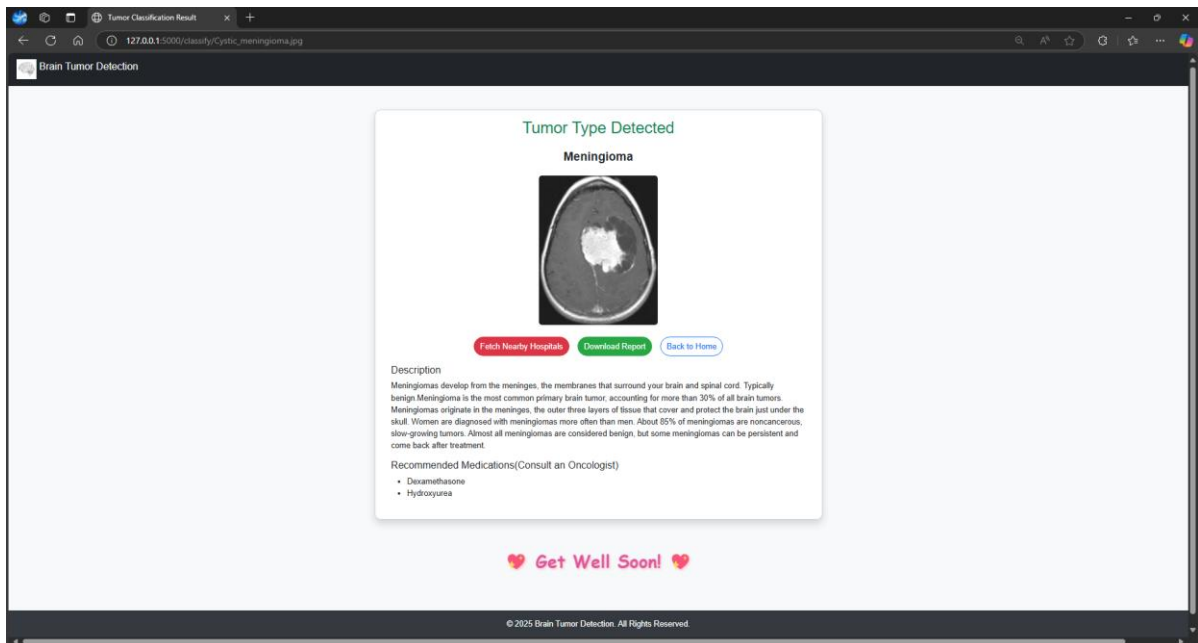 Tumor Classification Result
127.0.0.1:5000/classify/Cystic_meningioma.jpg
Brain Tumor Detection
Tumor Type Detected
Meningioma
Fetch Nearby Hospitals Download Report Back to Home
Description
Meningiomas develop from the meninges, the membranes that surround your brain and spinal cord. Typically
benign.Meningioma is the most common primary brain tumor, accounting for more than 30% of all brain tumors.
Meningiomas originate in the meninges, the outer three layers of tissue that cover and protect the brain just under the
skull. Women are diagnosed with meningiomas more often than men. About 85% of meningiomas are noncancerous,
slow-growing tumors. Almost all meningiomas are considered benign, but some meningiomas can be persistent and
come back after treatment.
Recommended Medications(Consult an Oncologist)
• Dexamethasone
• Hydroxyurea
💖 Get Well Soon! 💖
© 2025 Brain Tumor Detection. All Rights Reserved.